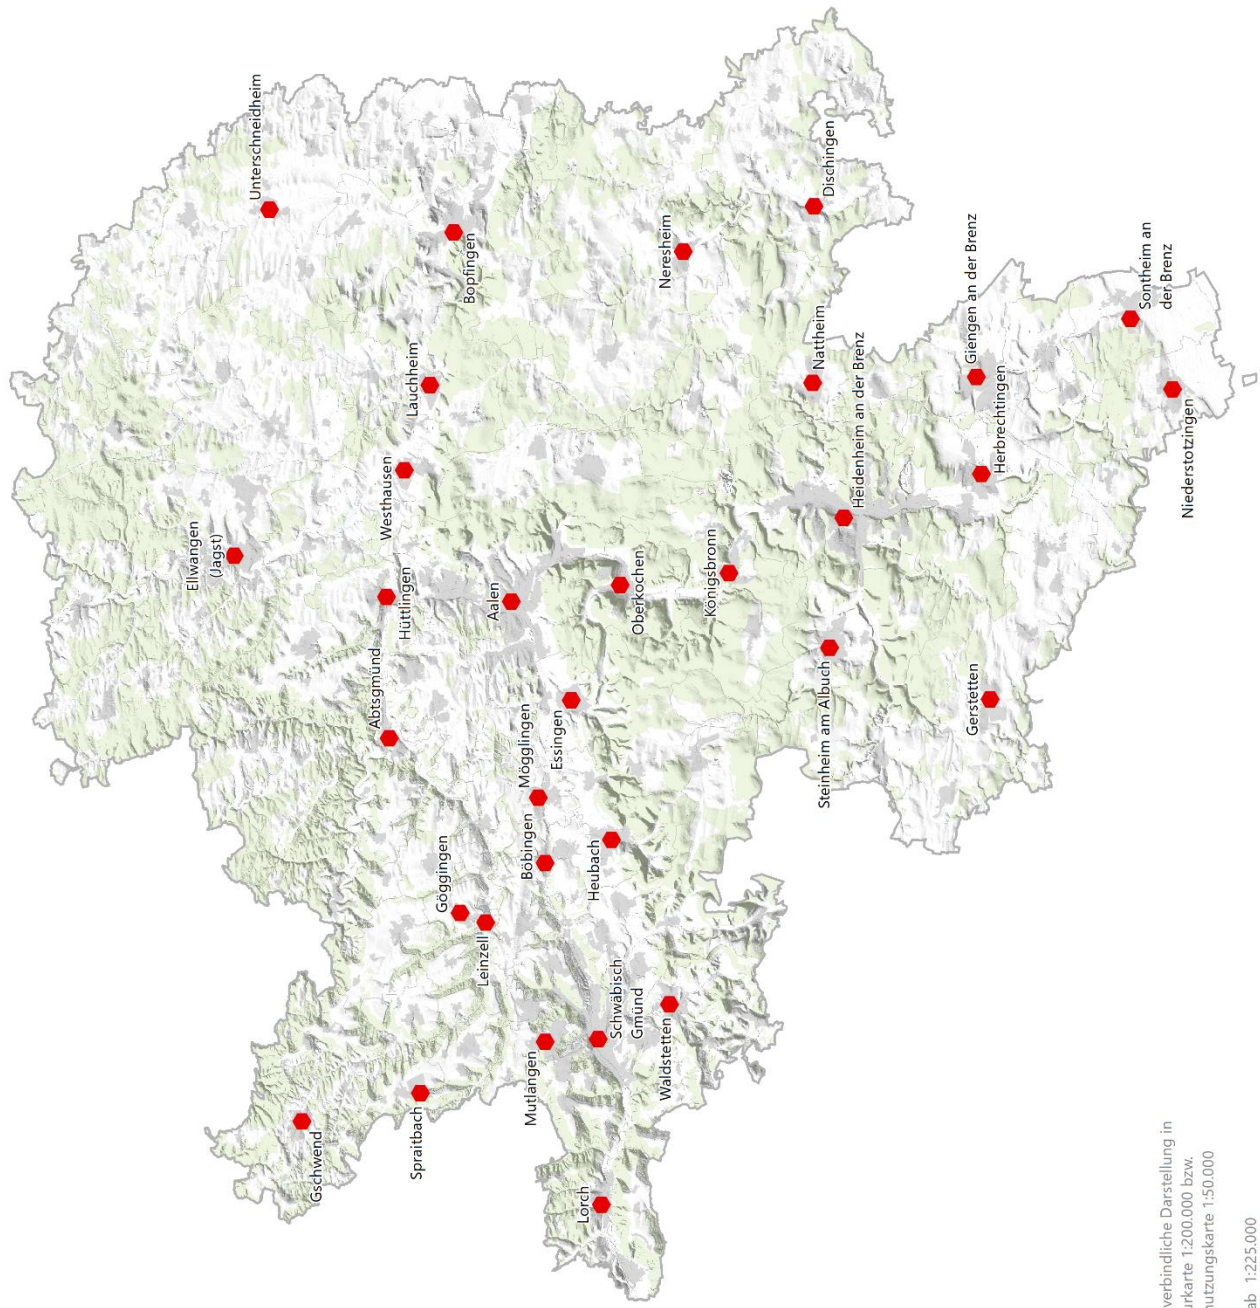 Unterschneidheim
Ellwangen
(Jagst)
Bopfingen
Lauchheim
Westhausen
Hüttlingen
Abtsgmünd
Aalen
Neresheim
Dischingen
Oberkochen
Königsbronn
Nattheim
Heidenheim an der Brenz
Giengen an der Brenz
Herbrechtingen
Sontheim an
der Brenz
Niederstotzingen
Steinheim am Albuch
Gerstetten
Essingen
Mögglingen
Böbingen
Heubach
Göggingen
Leinzell
Schwäbisch
Gmünd
Mutlangen
Waldstetten
Spraitbach
Gschwend
Lorch
verbindliche Darstellung in
urkarte 1:200.000 bzw.
nutzungskarte 1:50.000
ab 1:225.000